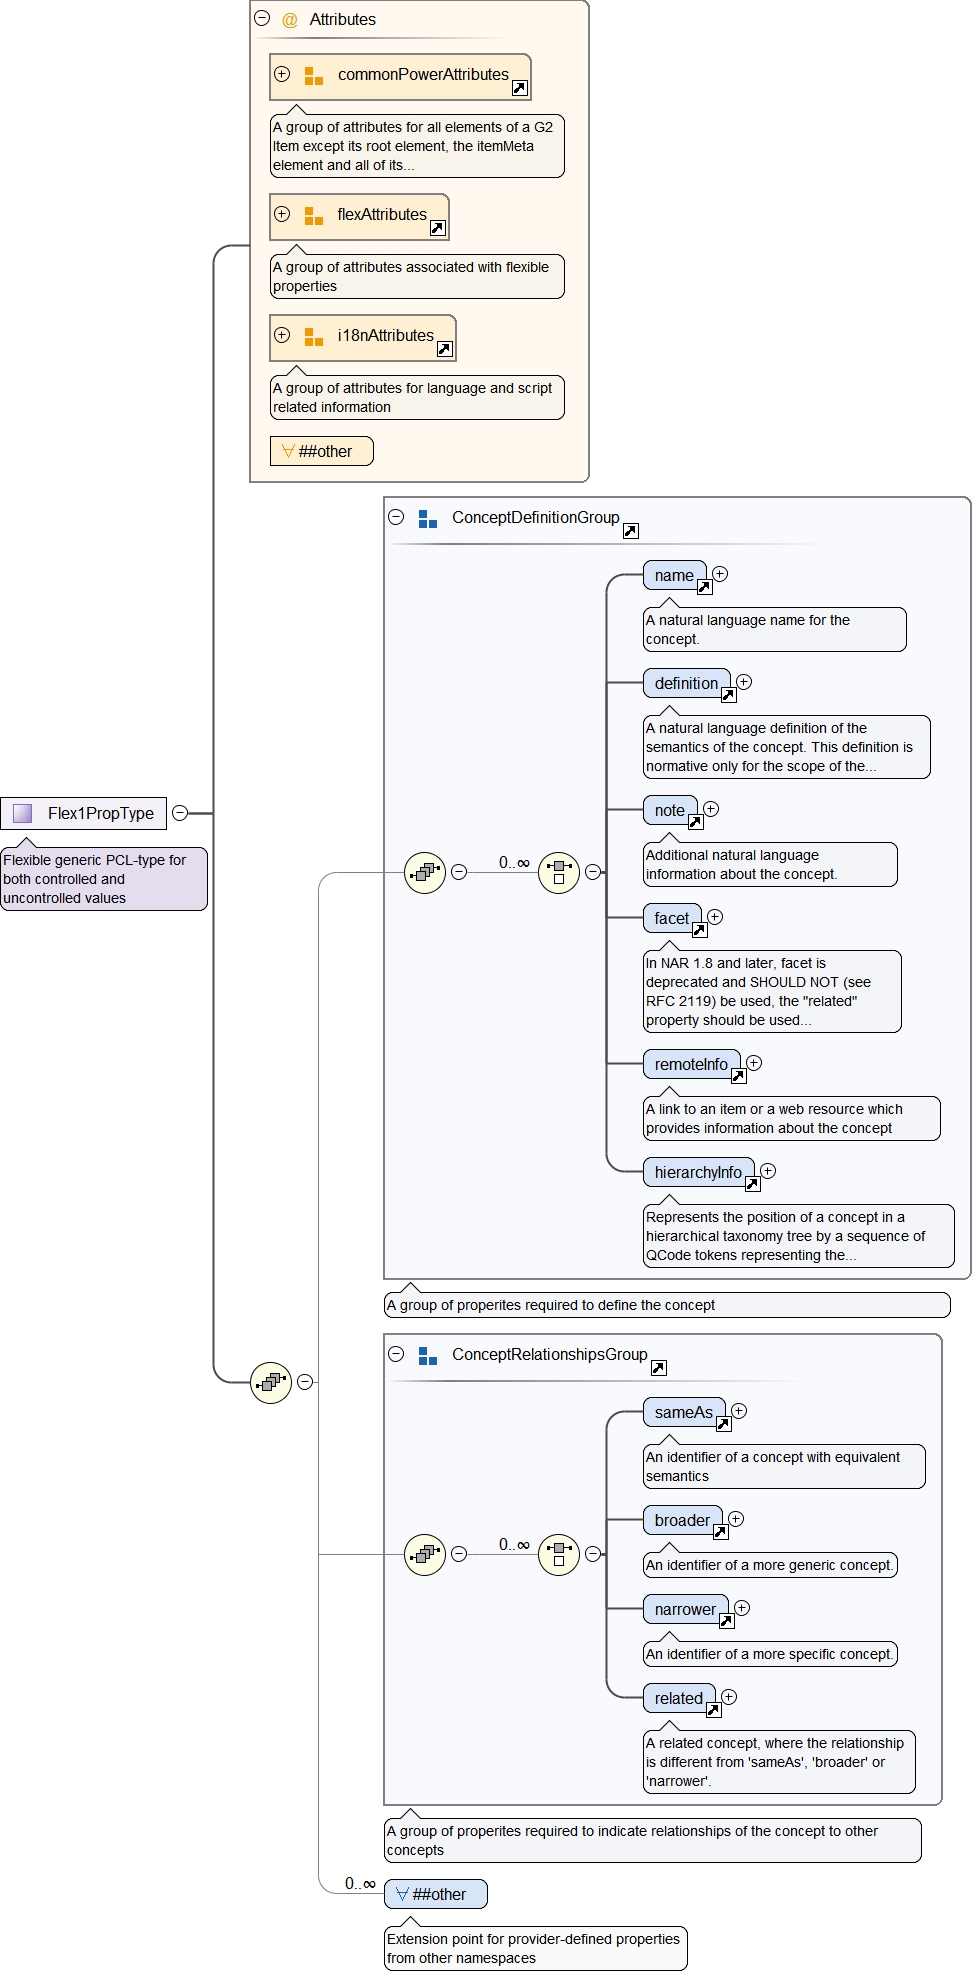 @ Attributes
commonPowerAttributes
A group of attributes for all elements of a G2
Item except its root element, the itemMeta
element and all of its...
flexAttributes
A group of attributes associated with flexible
properties
i18nAttributes
A group of attributes for language and script
related information
##other
ConceptDefinitionGroup
name
A natural language name for the
concept.
definition
A natural language definition of the
semantics of the concept. This definition is
normative only for the scope of the...
Flex1PropType
Flexible generic PCL-type for
both controlled and
uncontrolled values
note
Additional natural language
information about the concept.
0..∞
facet
In NAR 1.8 and later, facet is
deprecated and SHOULD NOT (see
RFC 2119) be used, the "related"
property should be used...
remoteInfo
A link to an item or a web resource which
provides information about the concept
hierarchyInfo
Represents the position of a concept in a
hierarchical taxonomy tree by a sequence of
QCode tokens representing the...
A group of properites required to define the concept
ConceptRelationshipsGroup
sameAs
An identifier of a concept with equivalent
semantics
broader
0..∞
An identifier of a more generic concept.
narrower
An identifier of a more specific concept.
related
A related concept, where the relationship
is different from 'sameAs', 'broader' or
'narrower'.
A group of properites required to indicate relationships of the concept to other
concepts
0..∞
##other
Extension point for provider-defined properties
from other namespaces